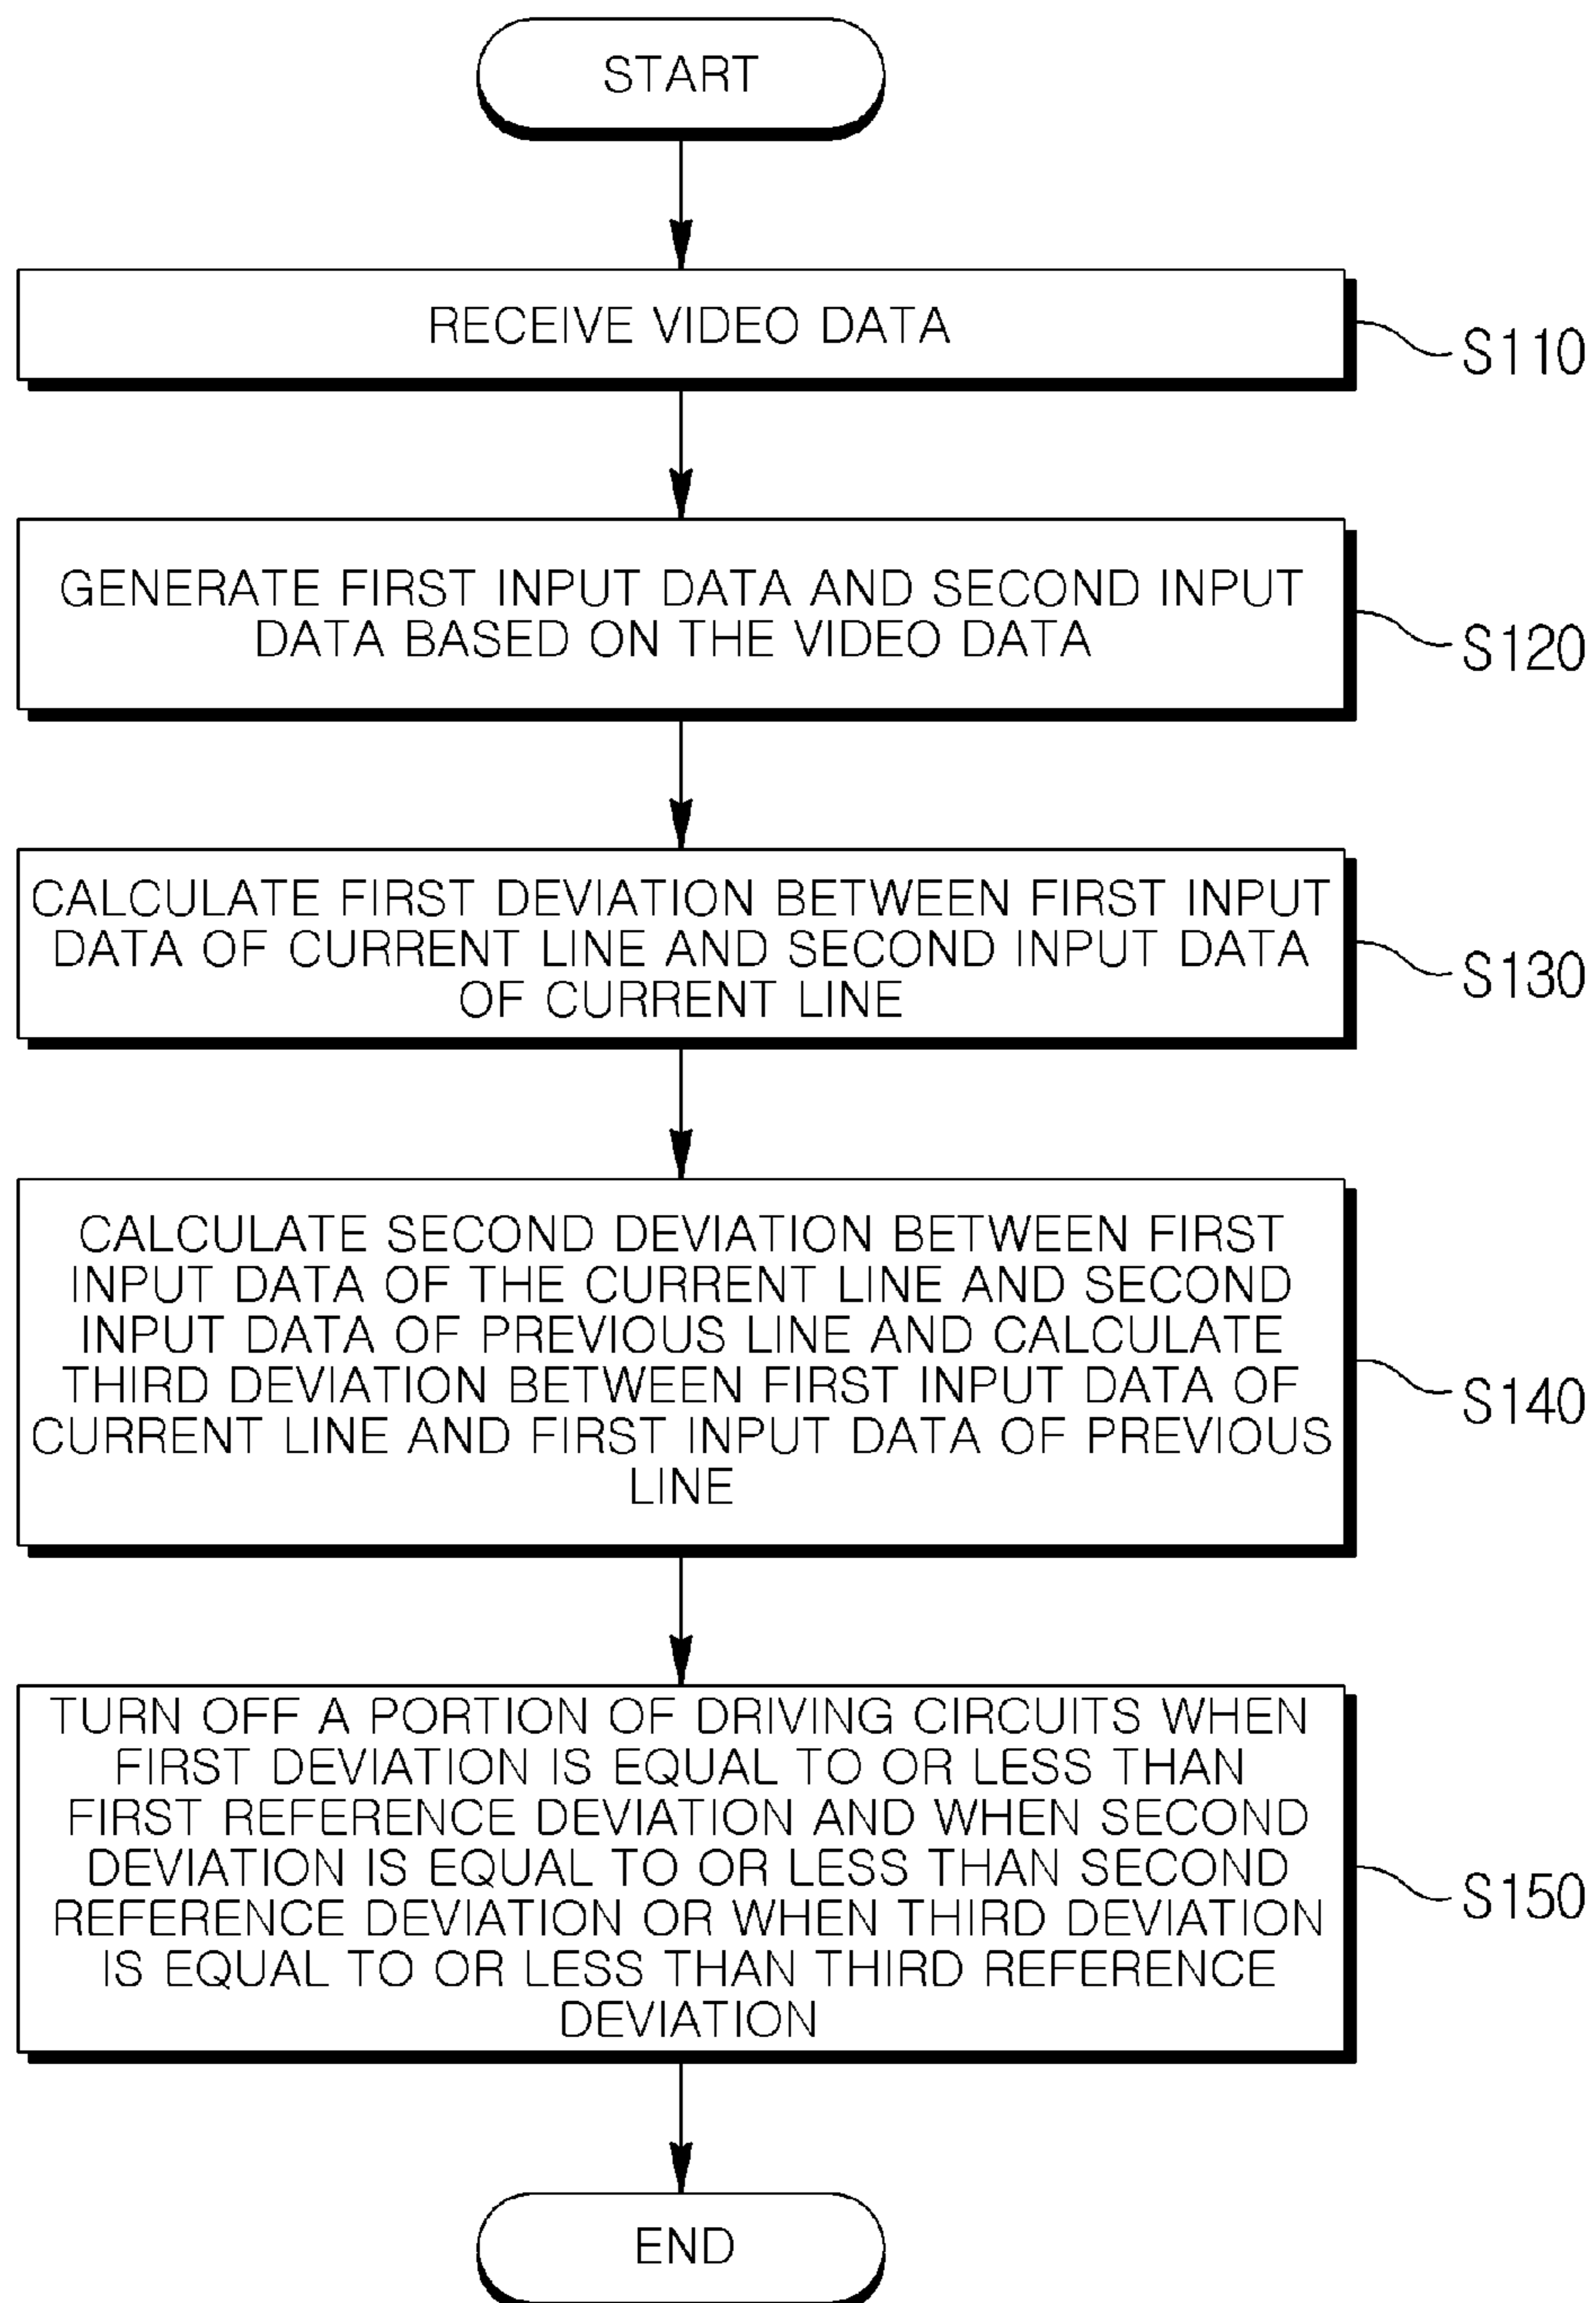 START
RECEIVE VIDEO DATA
S110
GENERATE FIRST INPUT DATA AND SECOND INPUT
DATA BASED ON THE VIDEO DATA
S120
CALCULATE FIRST DEVIATION BETWEEN FIRST INPUT
DATA OF CURRENT LINE AND SECOND INPUT DATA
OF CURRENT LINE
S130
CALCULATE SECOND DEVIATION BETWEEN FIRST
INPUT DATA OF THE CURRENT LINE AND SECOND
INPUT DATA OF PREVIOUS LINE AND CALCULATE
THIRD DEVIATION BETWEEN FIRST INPUT DATA OF
CURRENT LINE AND FIRST INPUT DATA OF PREVIOUS
LINE
S140
TURN OFF A PORTION OF DRIVING CIRCUITS WHEN
FIRST DEVIATION IS EQUAL TO OR LESS THAN
FIRST REFERENCE DEVIATION AND WHEN SECOND
DEVIATION IS EQUAL TO OR LESS THAN SECOND
REFERENCE DEVIATION OR WHEN THIRD DEVIATION
IS EQUAL TO OR LESS THAN THIRD REFERENCE
DEVIATION
S150
END